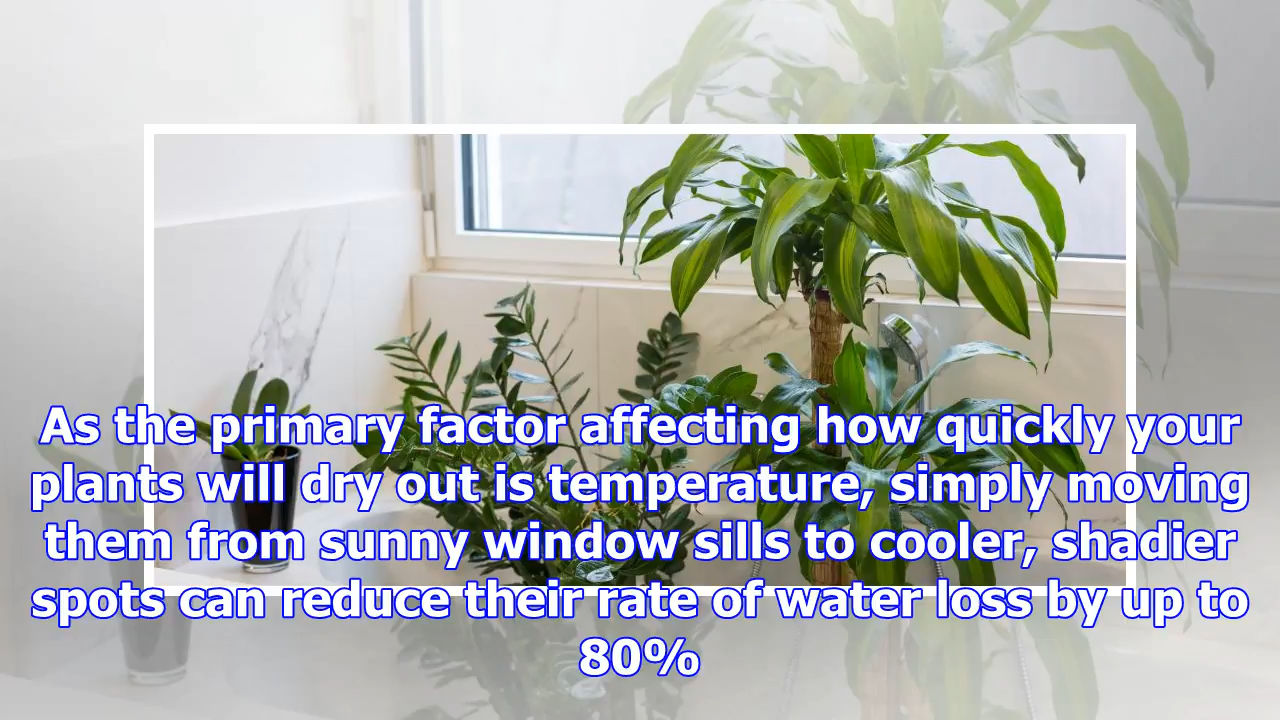 As the primary factor affecting how quickly your
plants will dry out is temperature, simply moving
them from sunny window sills to cooler, shadier
spots can reduce their rate of water loss by up to
80%